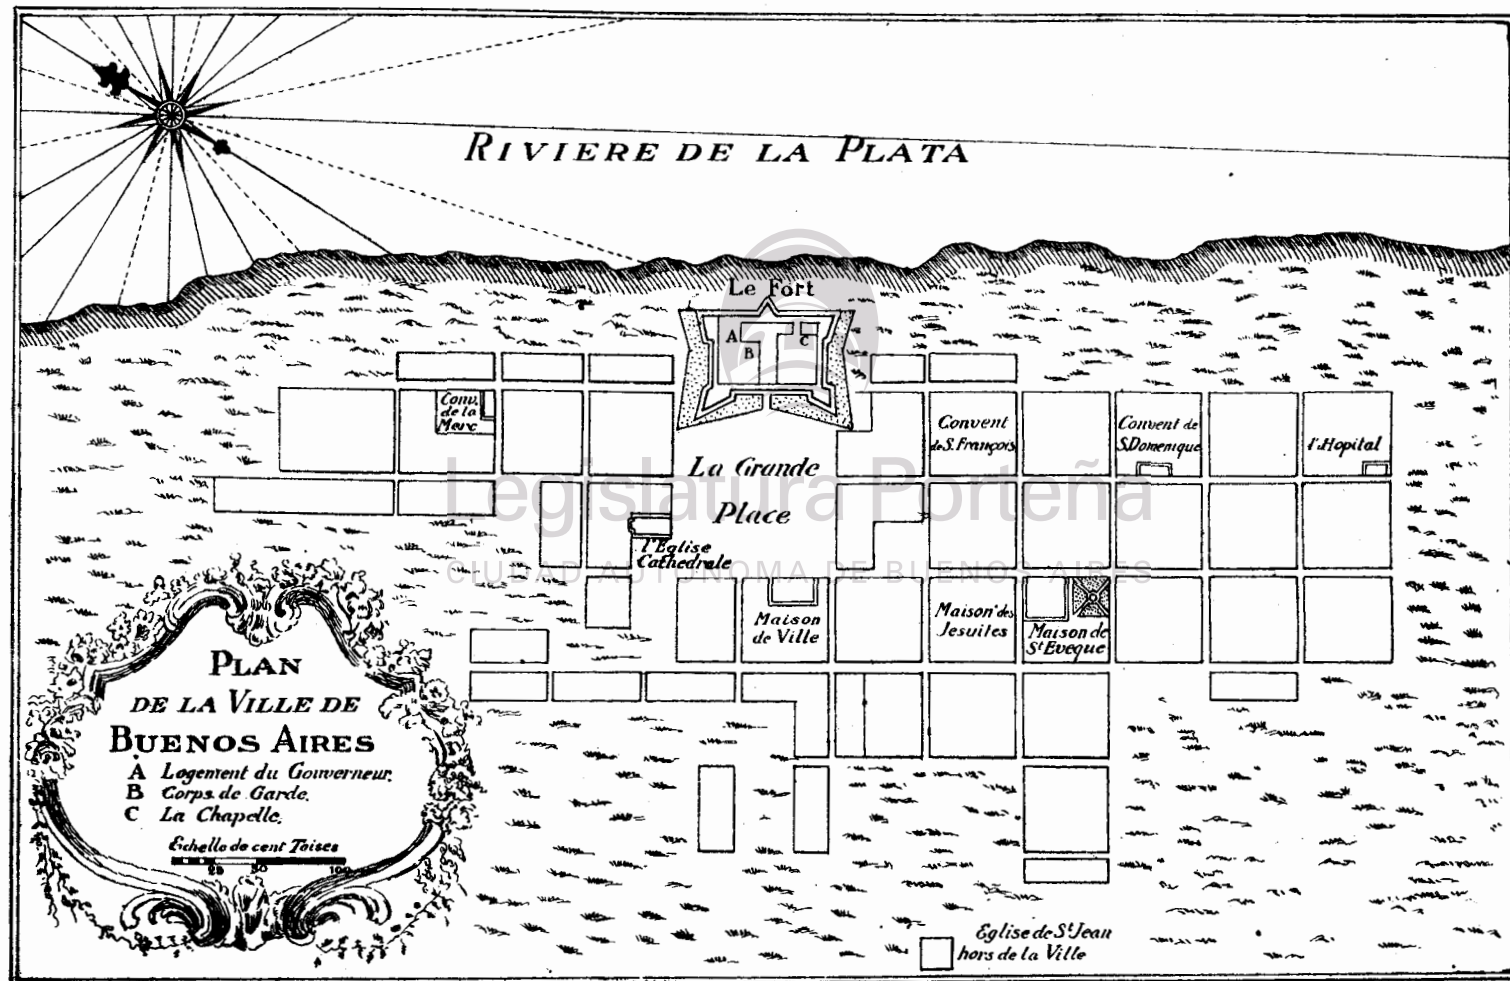 RIVIERE DE LA PLATA
Le Fort
A
B
C
Conv.
de la
Merc
Convent
de S. François
Convent de
S. Domenique
l'Hopital
La Grande
Place
Legislatura Porteña
CIUDAD AUTÓNOMA DE BUENOS AIRES
l'Eglise
Cathedrale
Maison
de Ville
Maison des
Jesuites
Maison de
St Eveque
PLAN
DE LA VILLE DE
BUENOS AIRES
A Logement du Gouverneur.
B Corps de Garde.
C La Chapelle.
Echelle de cent Toises
25 50 100
Eglise de St Jean
hors de la Ville